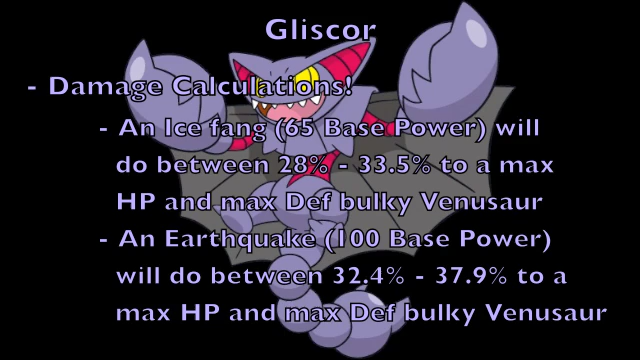 Gliscor
- Damage Calculations!
- An Ice fang (65 Base Power) will
do between 28% - 33.5% to a max
HP and max Def bulky Venusaur
- An Earthquake (100 Base Power)
will do between 32.4% - 37.9% to a
max HP and max Def bulky Venusaur